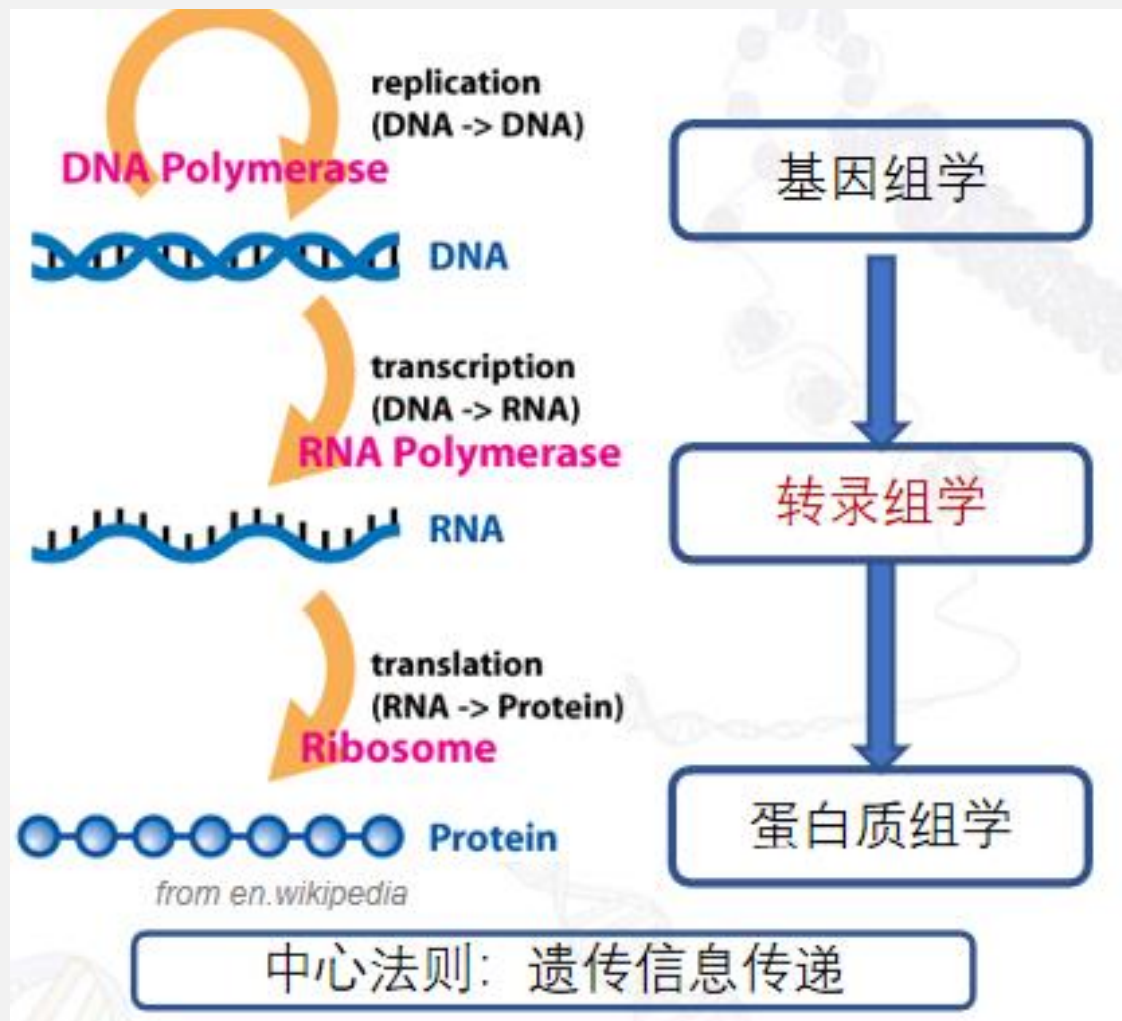 replication
(DNA -> DNA)
DNA Polymerase
DNA
transcription
(DNA -> RNA)
RNA Polymerase
RNA
translation
(RNA -> Protein)
Ribosome
Protein
from en.wikipedia
基因组学
转录组学
蛋白质组学
中心法则：遗传信息传递